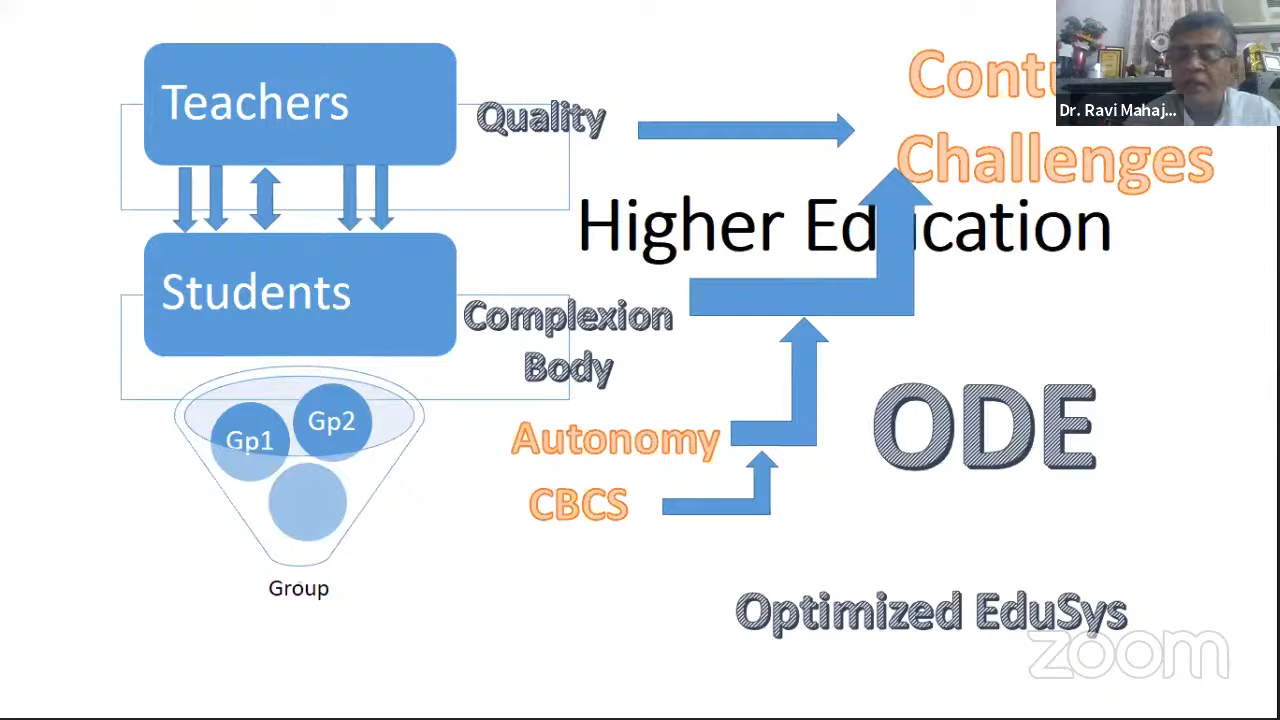 Teachers
Quality
Challenges
Dr. Ravi Mahaj...
Higher Education
Students
Complexion
Body
Gp1
Gp2
Autonomy
ODE
CBCS
Group
Optimized EduSys
zoom